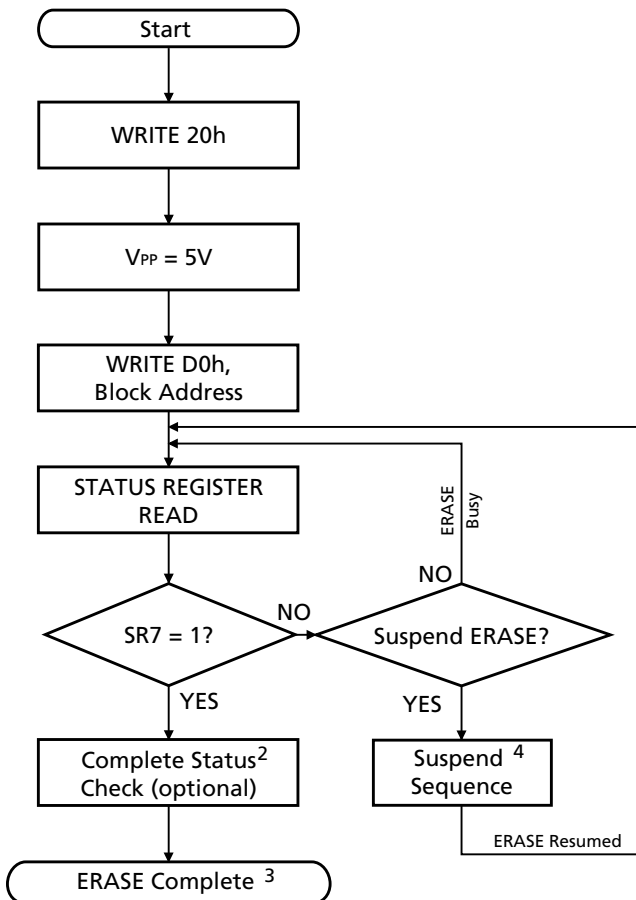 Start
WRITE 20h
VPP = 5V
WRITE D0h,
Block Address
STATUS REGISTER
READ
ERASE
Busy
NO
SR7 = 1?
NO
Suspend ERASE?
YES
YES
Complete Status2
Check (optional)
Suspend 4
Sequence
ERASE Resumed
ERASE Complete 3